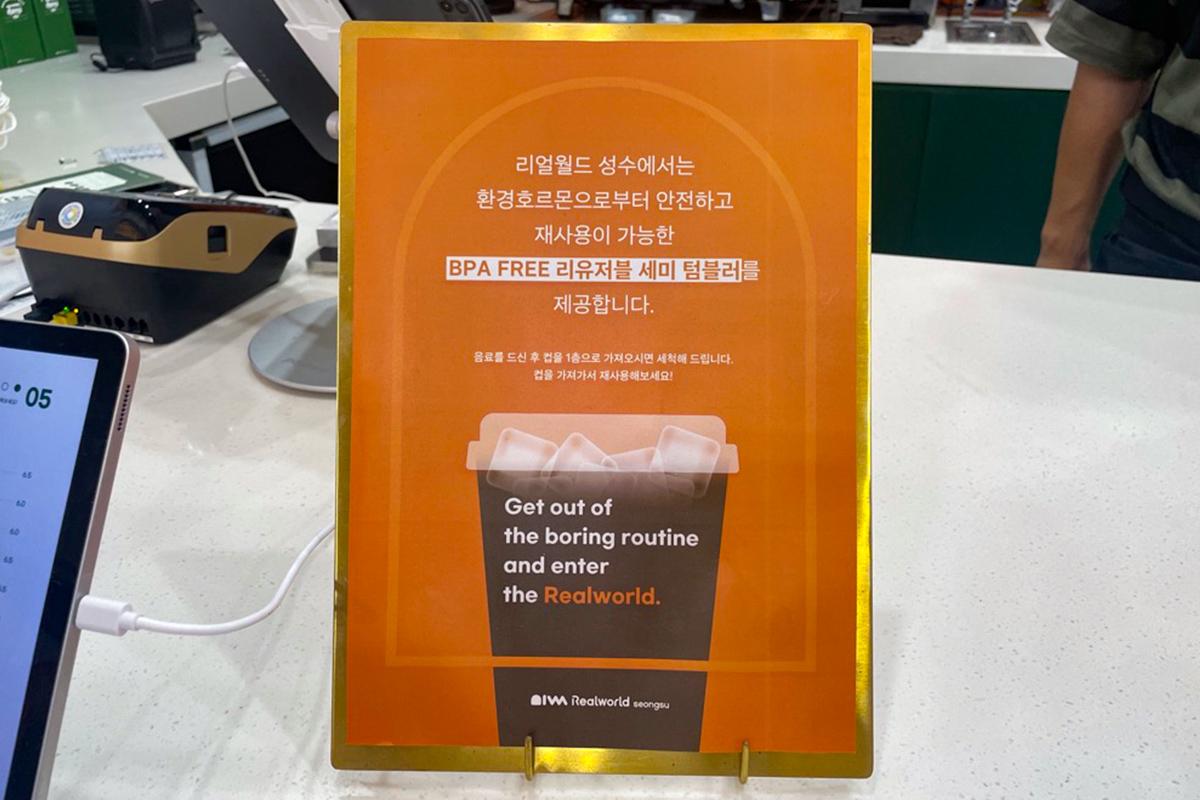 리얼월드 성수에서는
환경호르몬으로부터 안전하고
재사용이 가능한
BPA FREE 리유저블 세미 텀블러를
제공합니다.
음료를 드신 후 컵을 1층으로 가져오시면 세척해 드립니다.
컵을 가져가서 재사용해보세요!
Get out of
the boring routine
and enter
the Realworld.
Realworld seongsu
05
65
60
60
65